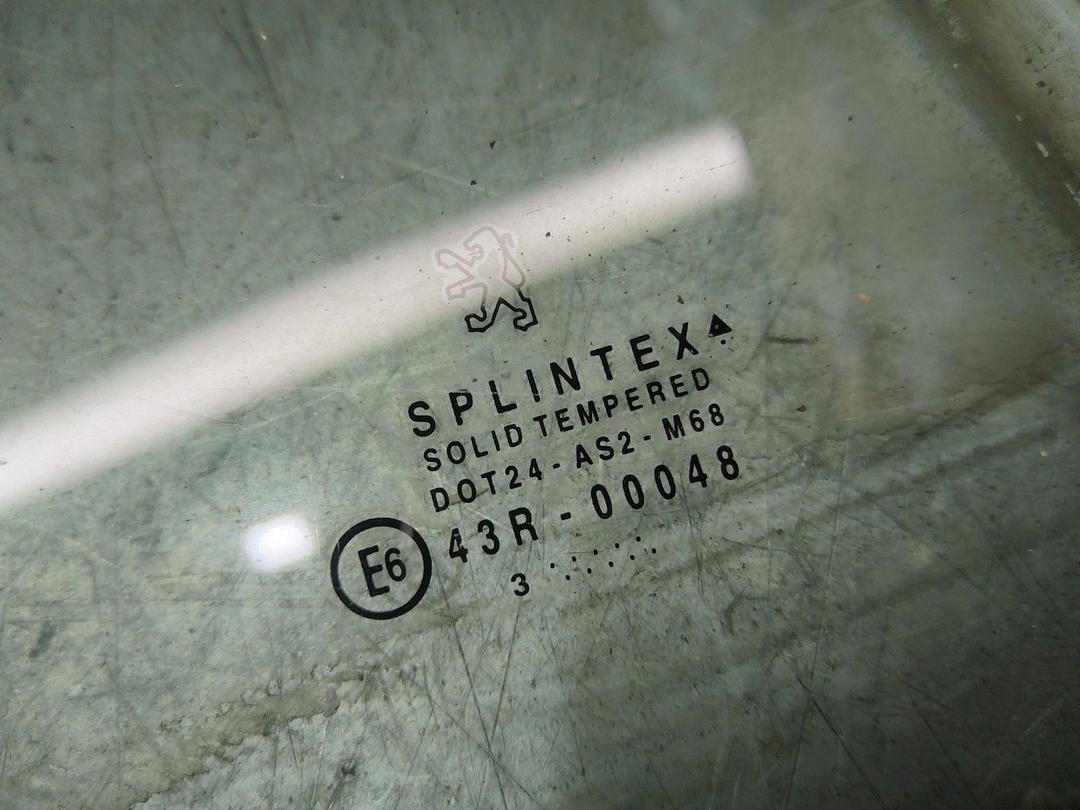 SPLINTEX
SOLID TEMPERED
DOT24-AS2-M68
E6 43R-00048
3